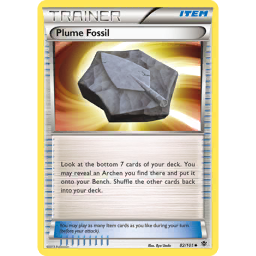 TRAINER
ITEM
Plume Fossil
Look at the bottom 7 cards of your deck. You
may reveal an Archen you find there and put it
onto your Bench. Shuffle the other cards back
into your deck.
You may play as many Item cards as you like during your turn
(before your attack).
82/101